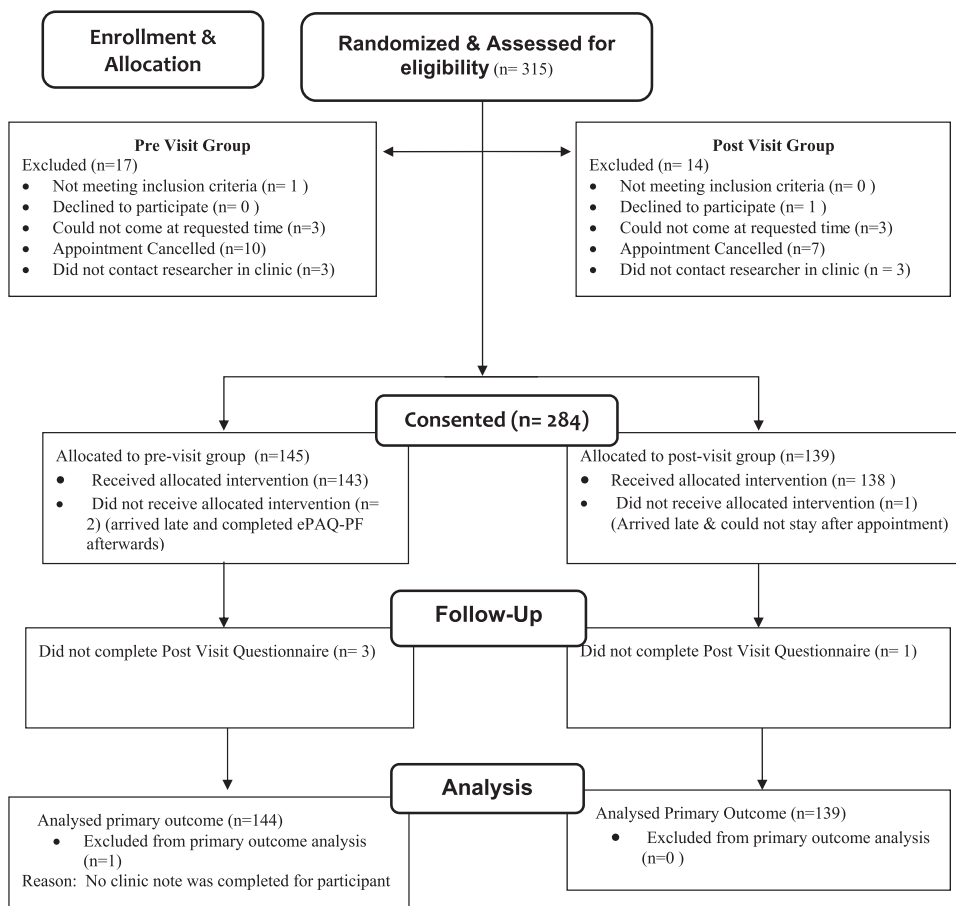 Enrollment &
Allocation
Randomized & Assessed for
eligibility (n= 315)
Pre Visit Group
Excluded (n=17)
• Not meeting inclusion criteria (n= 1 )
• Declined to participate (n= 0 )
• Could not come at requested time (n=3)
• Appointment Cancelled (n=10)
• Did not contact researcher in clinic (n=3)
Post Visit Group
Excluded (n= 14)
• Not meeting inclusion criteria (n= 0 )
• Declined to participate (n= 1 )
• Could not come at requested time (n=3)
• Appointment Cancelled (n=7)
• Did not contact researcher in clinic (n = 3)
Consented (n= 284)
Allocated to pre-visit group (n=145)
• Received allocated intervention (n=143)
• Did not receive allocated intervention (n=
2) (arrived late and completed ePAQ-PF
afterwards)
Allocated to post-visit group (n=139)
• Received allocated intervention (n= 138 )
• Did not receive allocated intervention (n=1)
(Arrived late & could not stay after appointment)
Follow-Up
Did not complete Post Visit Questionnaire (n= 3)
Did not complete Post Visit Questionnaire (n= 1)
Analysis
Analysed primary outcome (n=144)
• Excluded from primary outcome analysis
(n=1)
Reason: No clinic note was completed for participant
Analysed Primary Outcome (n=139)
• Excluded from primary outcome analysis
(n=0 )